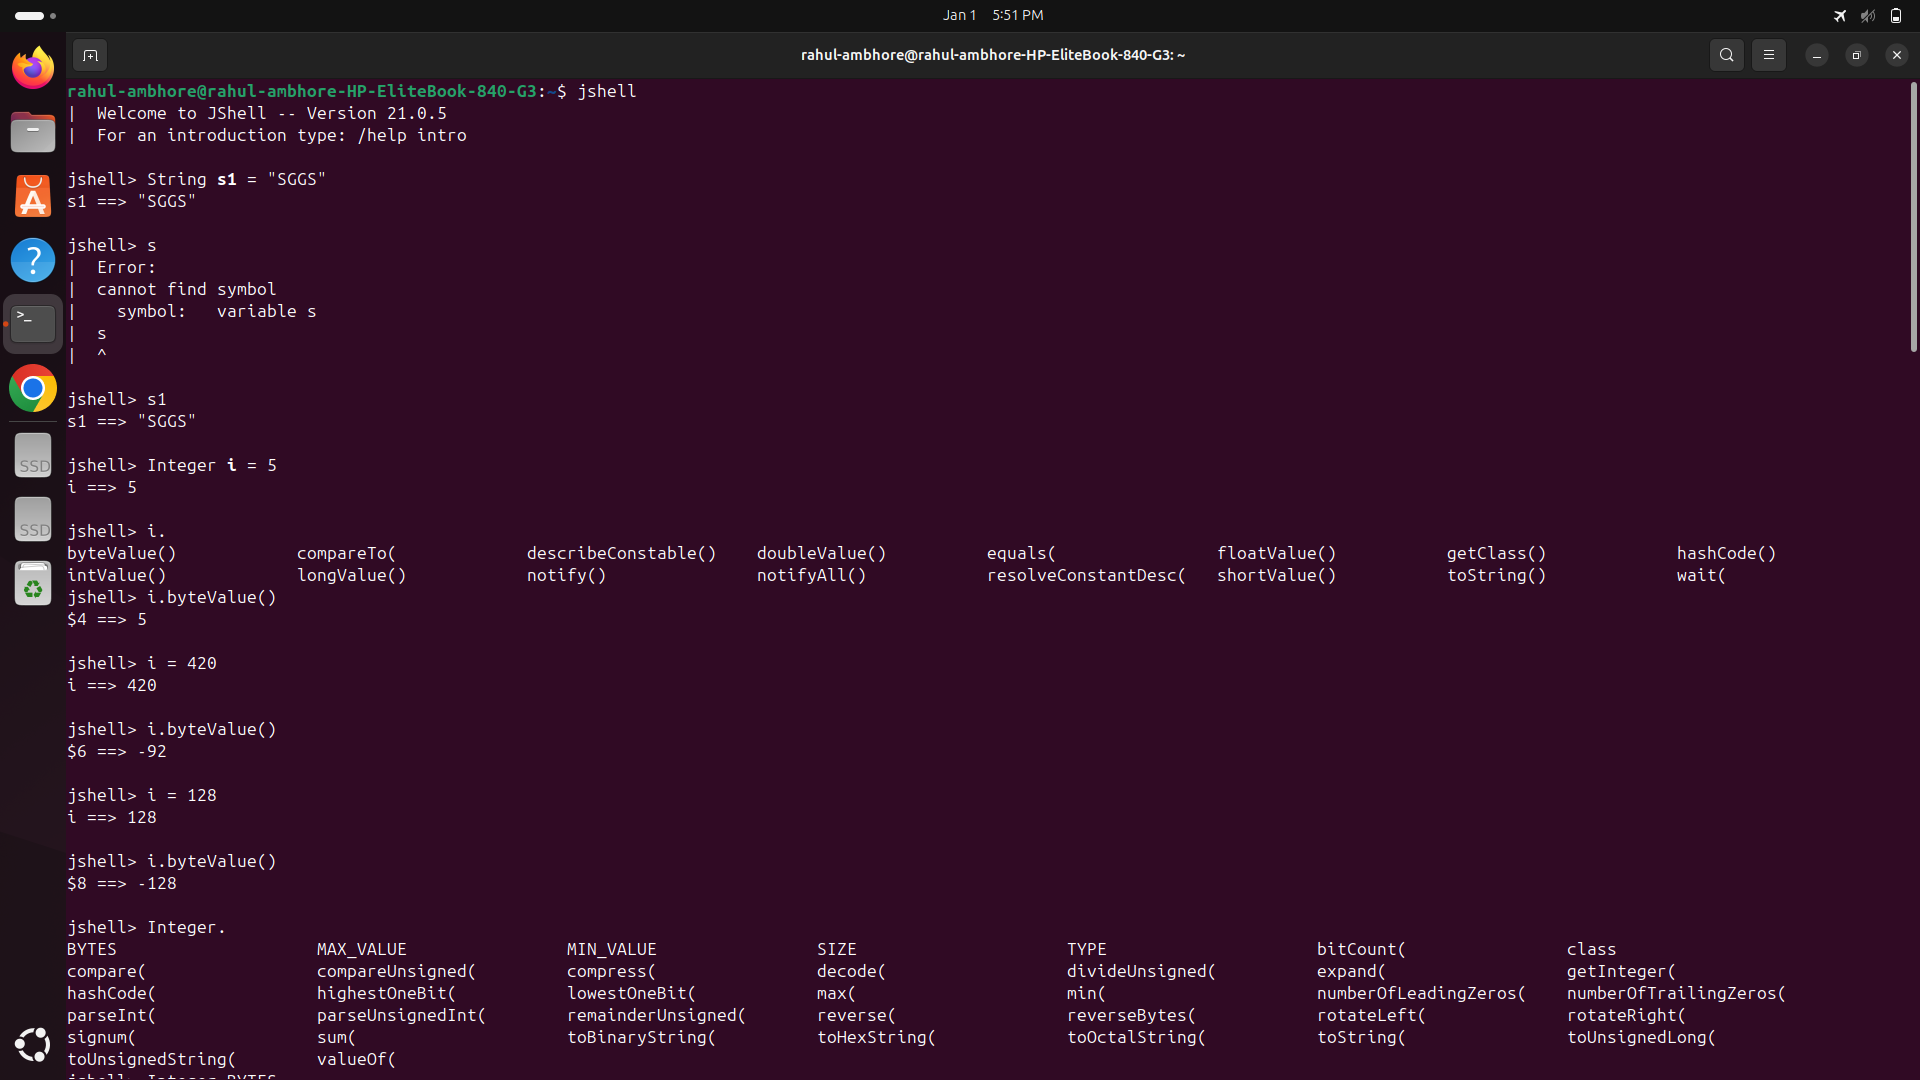 Jan 1 5:51 PM
rahul-ambhore@rahul-ambhore-HP-EliteBook-840-G3: ~
rahul-ambhore@rahul-ambhore-HP-EliteBook-840-G3:~$ jshell
| Welcome to JShell -- Version 21.0.5
| For an introduction type: /help intro
jshell> String s1 = "SGGS"
s1 ==> "SGGS"
jshell> s
| Error:
| cannot find symbol
| symbol: variable s
| s
| ^
jshell> s1
s1 ==> "SGGS"
jshell> Integer i = 5
i ==> 5
jshell> i.
byteValue() compareTo( describeConstable() doubleValue() equals( floatValue() getClass() hashCode()
intValue() longValue() notify() notifyAll() resolveConstantDesc( shortValue() toString() wait(
jshell> i.byteValue()
$4 ==> 5
jshell> i = 420
i ==> 420
jshell> i.byteValue()
$6 ==> -92
jshell> i = 128
i ==> 128
jshell> i.byteValue()
$8 ==> -128
jshell> Integer.
BYTES MAX_VALUE MIN_VALUE SIZE TYPE bitCount( class
compare( compareUnsigned( compress( decode( divideUnsigned( expand( getInteger(
hashCode( highestOneBit( lowestOneBit( max( min( numberOfLeadingZeros( numberOfTrailingZeros(
parseInt( parseUnsignedInt( remainderUnsigned( reverse( reverseBytes( rotateLeft( rotateRight(
signum( sum( toBinaryString( toHexString( toOctalString( toString( toUnsignedLong(
toUnsignedString( valueOf(
jshell> Integer.BYTES
SSD
SSD